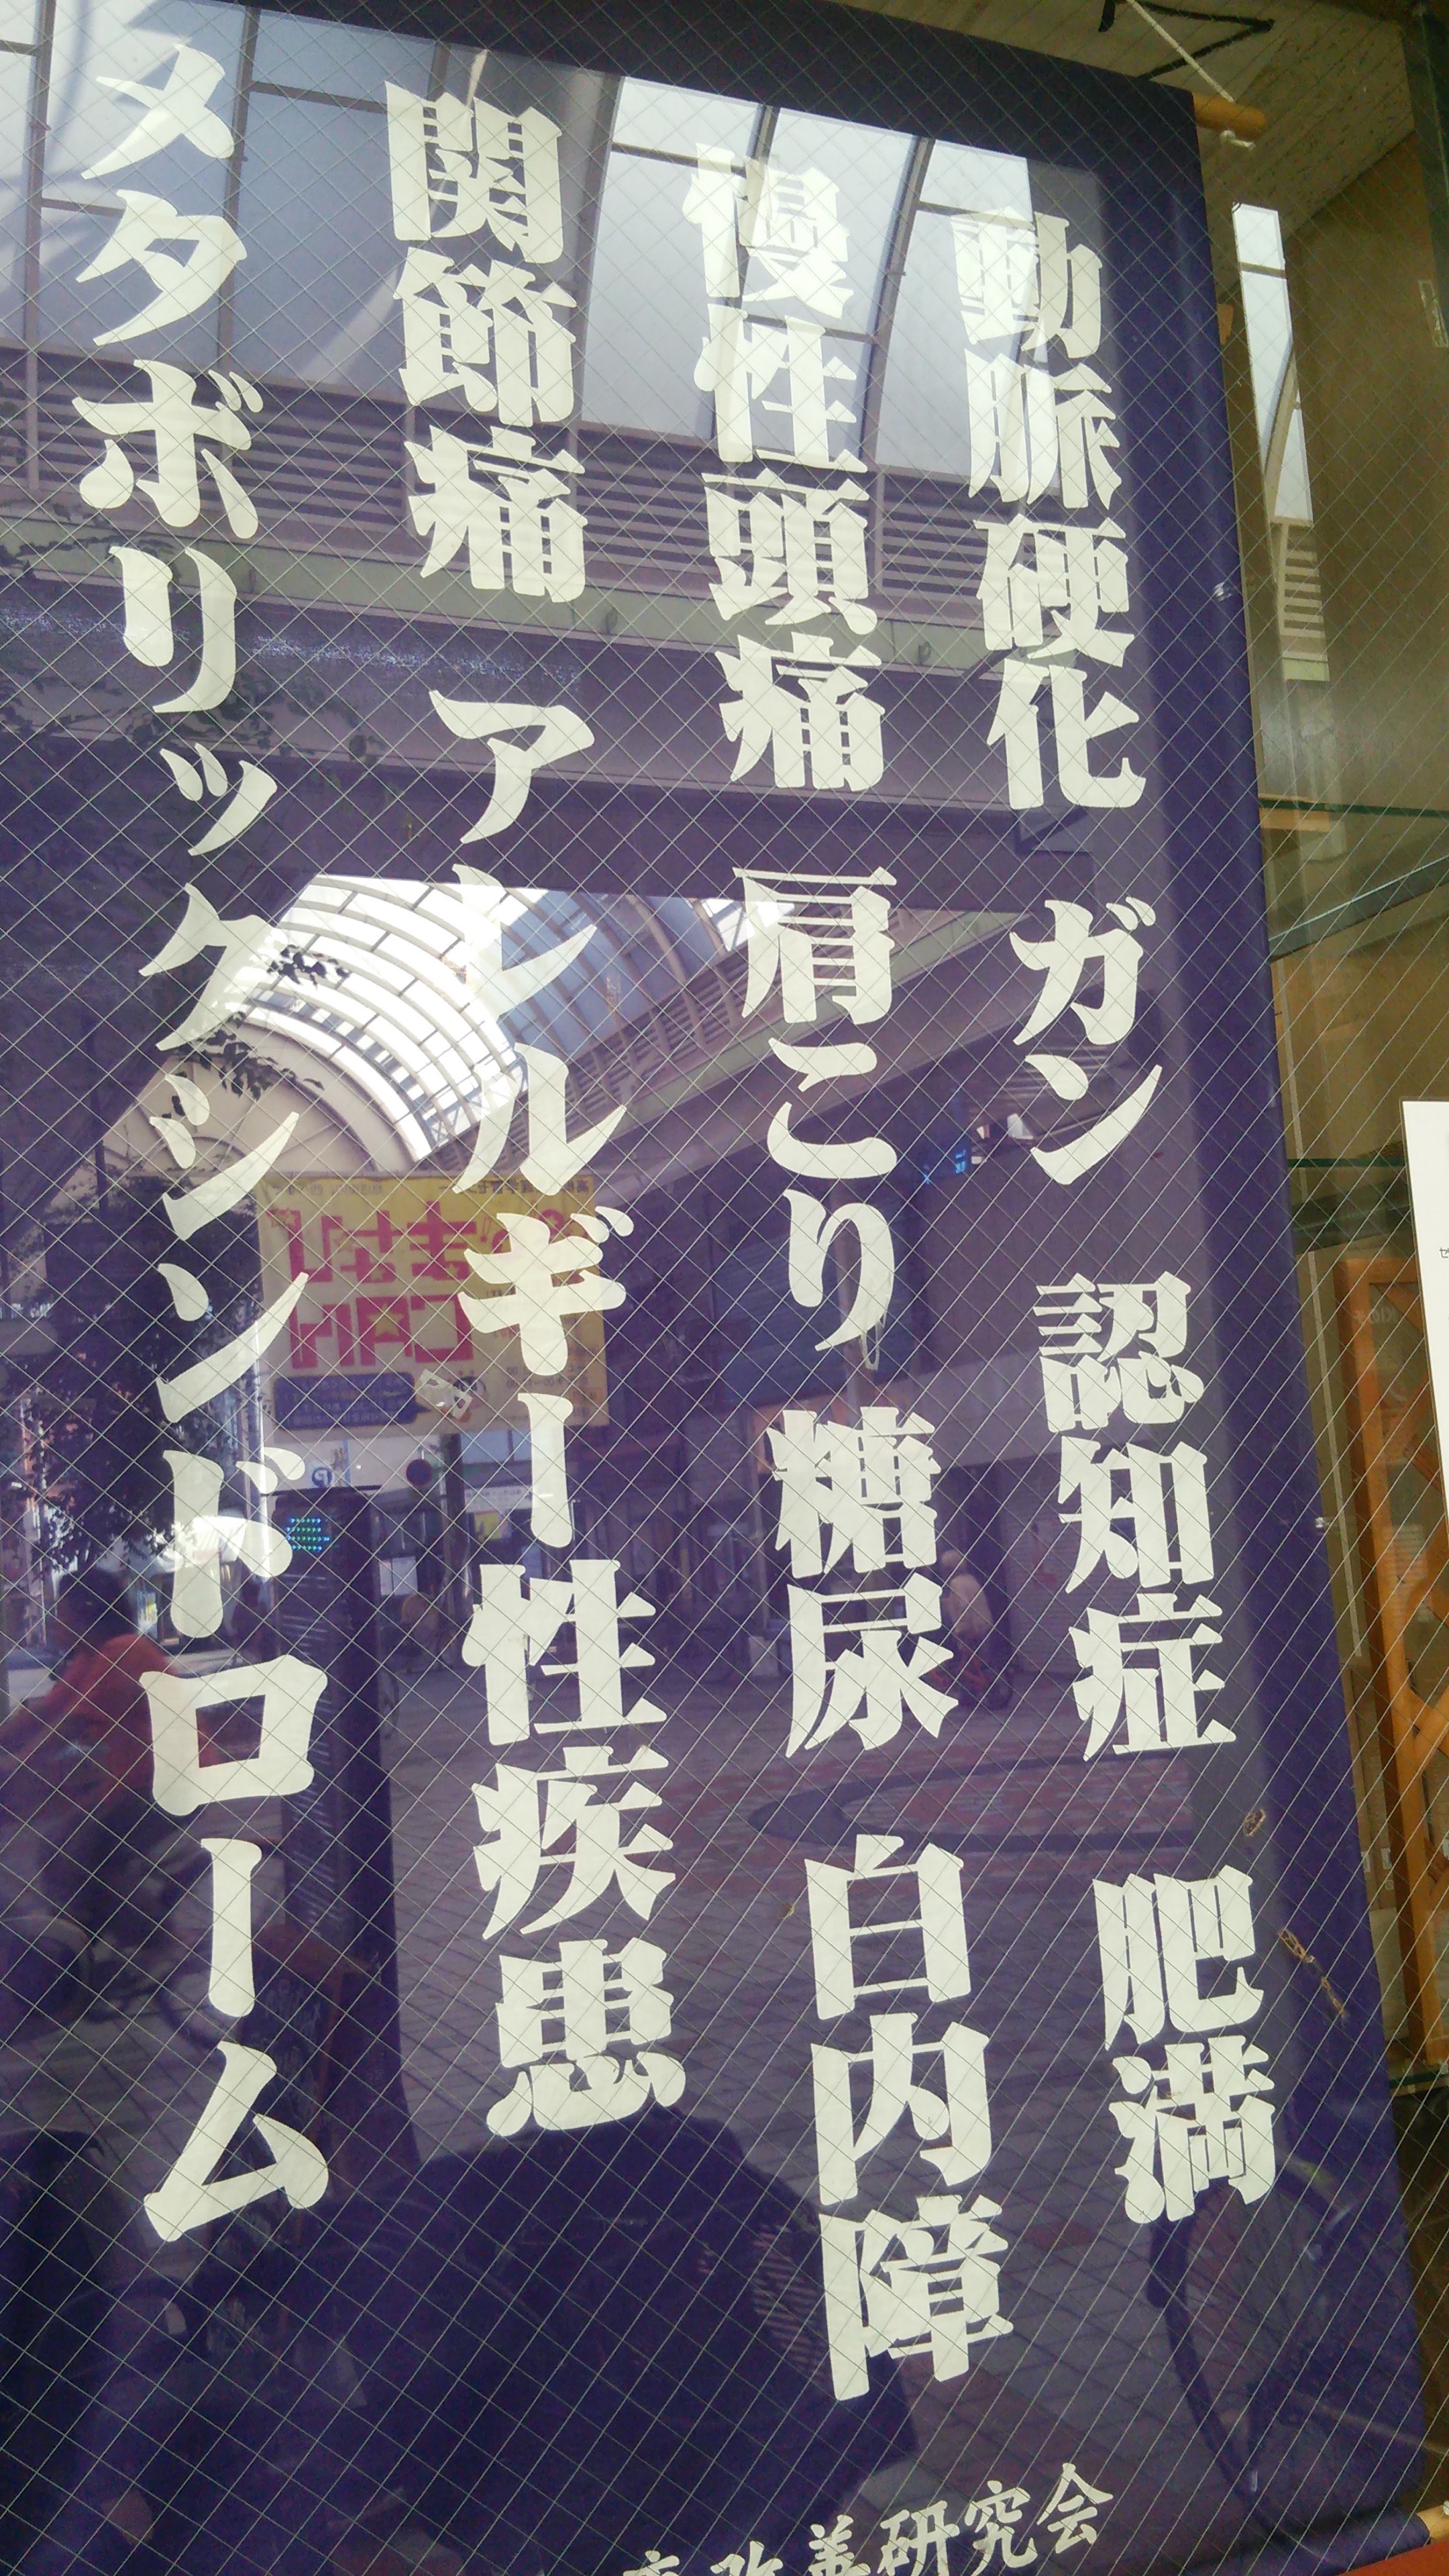 動脈硬化 ガン 認知症 肥満
慢性頭痛 肩こり 糖尿 白内障
関節痛 アレルギー性疾患
メタボリックシンドローム
改善研究会